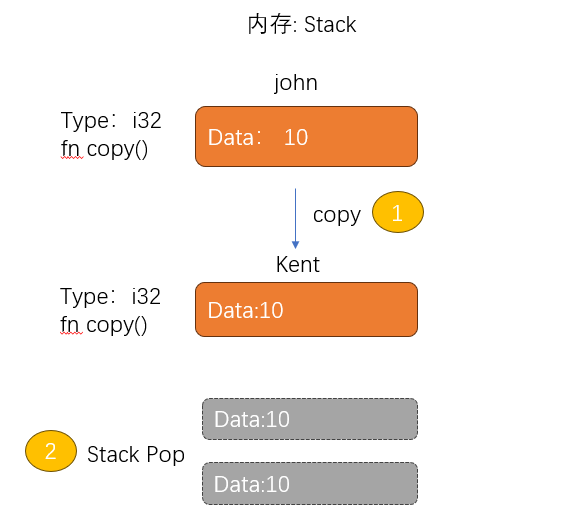 内存: Stack
john
Type：i32
fn copy()
Data： 10
copy
1
Kent
Type：i32
fn copy()
Data:10
Data:10
2
Stack Pop
Data:10